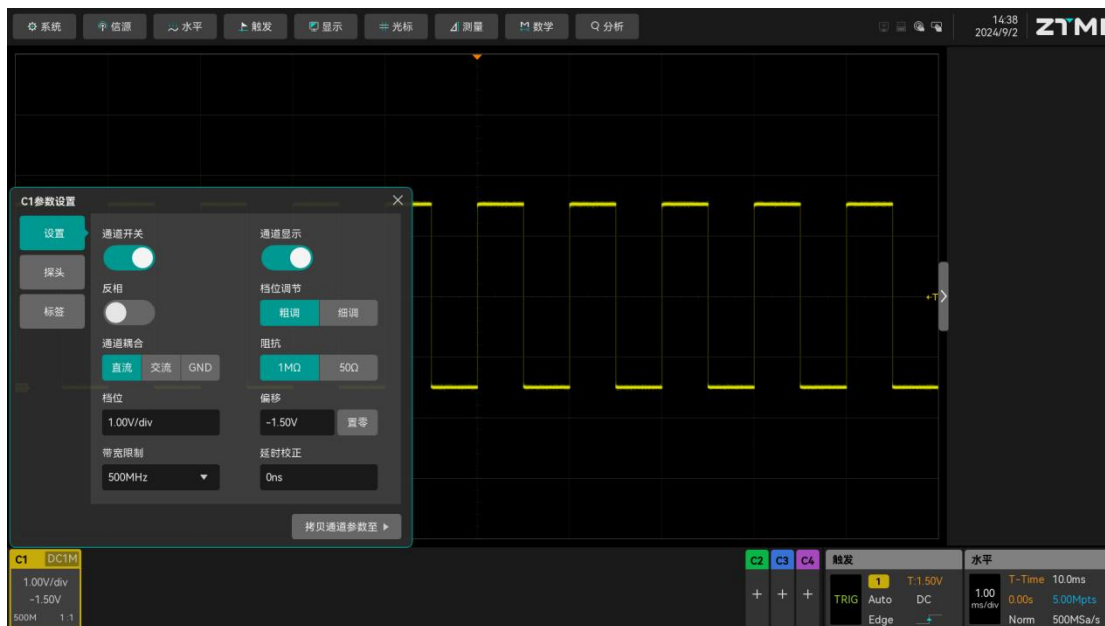 系统 信源 水平 触发 显示 光标 测量 数学 分析
14:38
2024/9/2
C1参数设置
设置
探头
标签
通道开关 通道显示
反相 档位调节
粗调 细调
通道耦合 阻抗
直流 交流 GND 1MΩ 50Ω
档位 偏移
1.00V/div -1.50V 置零
带宽限制 延时校正
500MHz 0ns
拷贝通道参数至
T
C1 DC1M
1.00V/div
-1.50V
500M 1:1
C2 C3 C4
触发
1 T:1.50V
TRIG Auto DC
Edge
水平
1.00
ms/div
T-Time 10.0ms
0.00s 5.00Mpts
Norm 500MSa/s